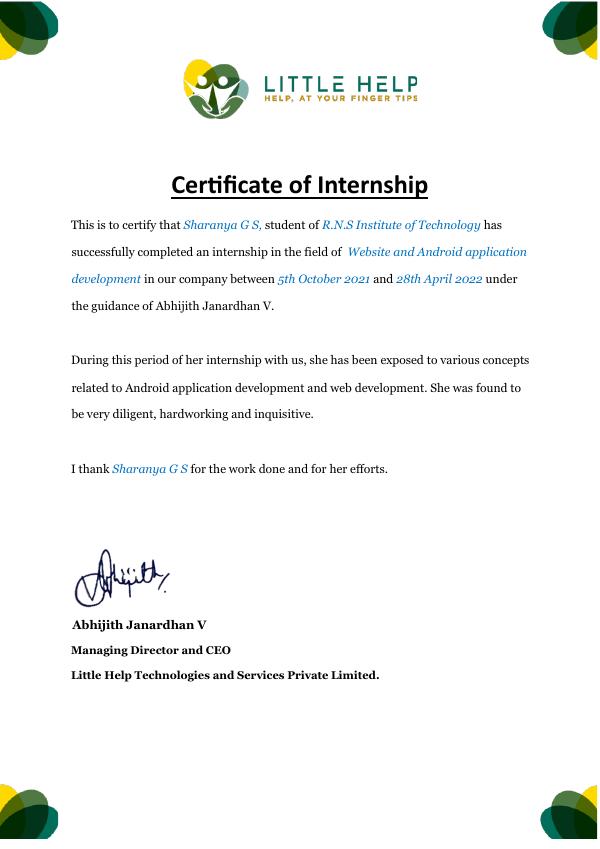 LITTLE HELP
HELP, AT YOUR FINGER TIPS
Certificate of Internship
This is to certify that Sharanya G S, student of R.N.S Institute of Technology has
successfully completed an internship in the field of Website and Android application
development in our company between 5th October 2021 and 28th April 2022 under
the guidance of Abhijith Janardhan V.
During this period of her internship with us, she has been exposed to various concepts
related to Android application development and web development. She was found to
be very diligent, hardworking and inquisitive.
I thank Sharanya G S for the work done and for her efforts.
Abhijith
Abhijith Janardhan V
Managing Director and CEO
Little Help Technologies and Services Private Limited.